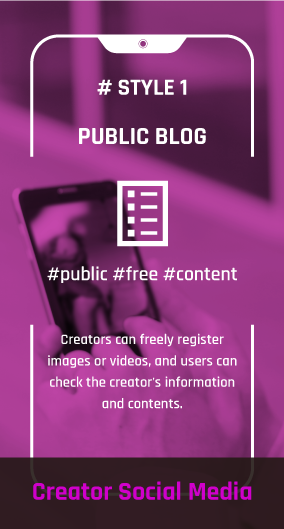 # STYLE 1
PUBLIC BLOG
#public #free #content
Creators can freely register
images or videos, and users can
check the creator's information
and contents.
Creator Social Media